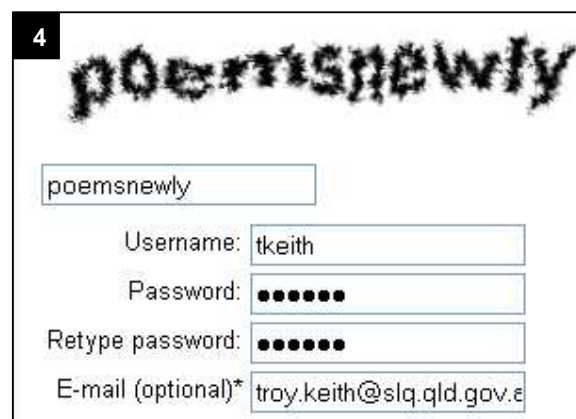 4
poemsnewly
poemsnewly
Username: tkeith
Password: ••••••
Retype password: ••••••
E-mail (optional)* troy.keith@slq.qld.gov.